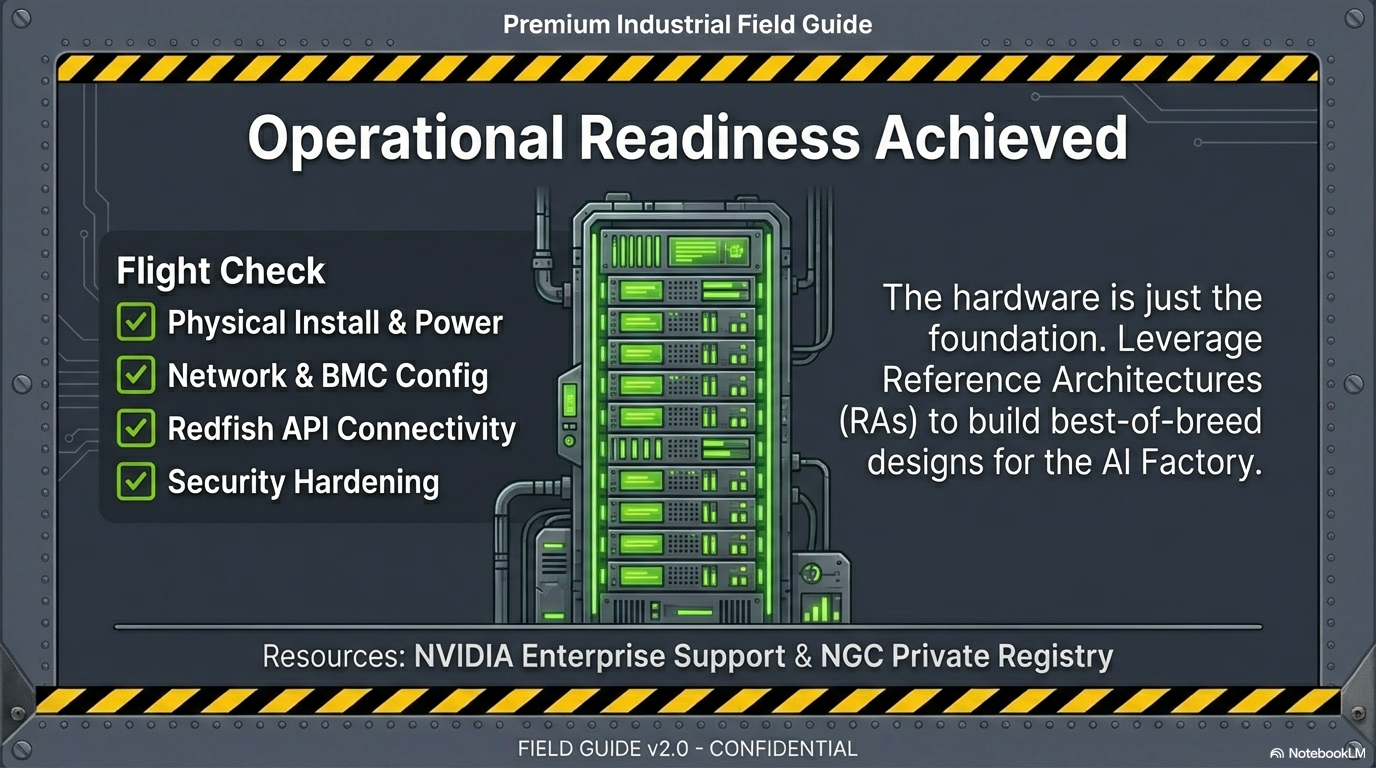 Premium Industrial Field Guide
Operational Readiness Achieved
Flight Check
Physical Install & Power
Network & BMC Config
Redfish API Connectivity
Security Hardening
The hardware is just the
foundation. Leverage
Reference Architectures
(RAs) to build best-of-breed
designs for the AI Factory.
Resources: NVIDIA Enterprise Support & NGC Private Registry
FIELD GUIDE v2.0 - CONFIDENTIAL
NotebookLM